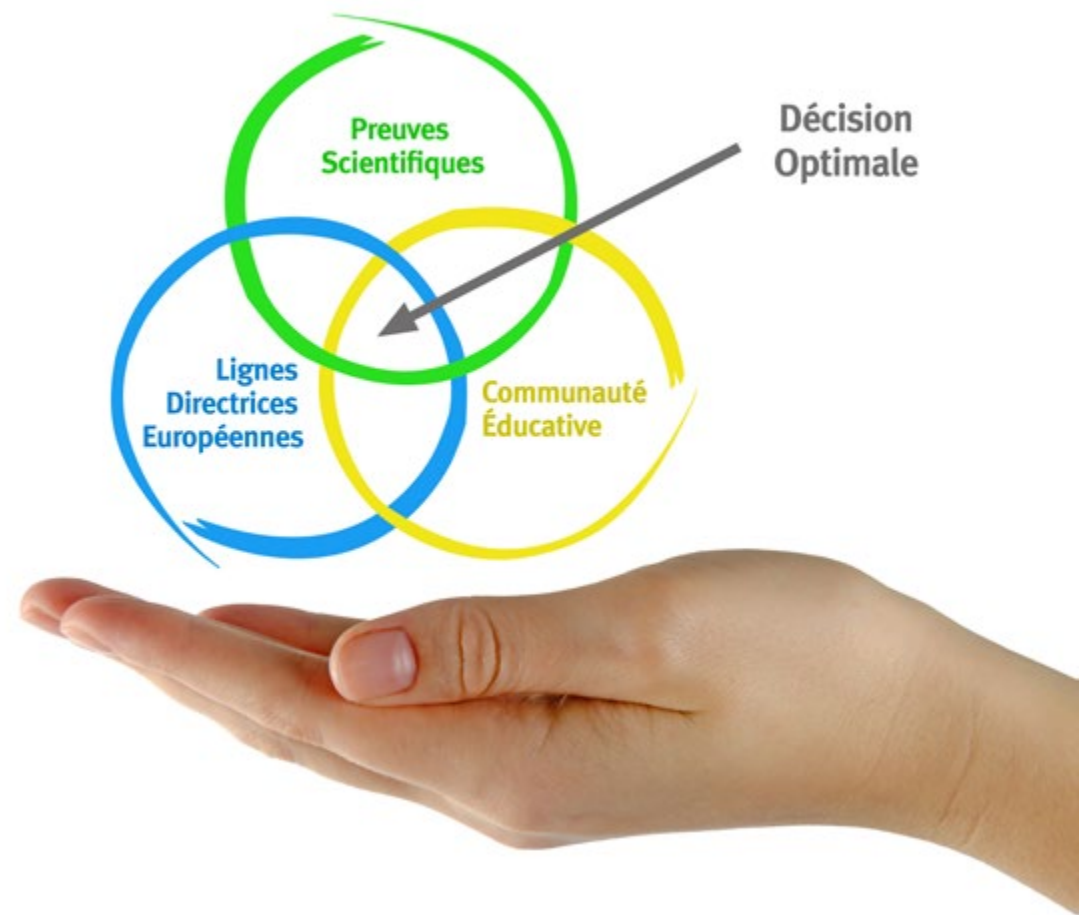 Preuves
Scientifiques
Décision
Optimale
Lignes
Directrices
Européennes
Communauté
Éducative